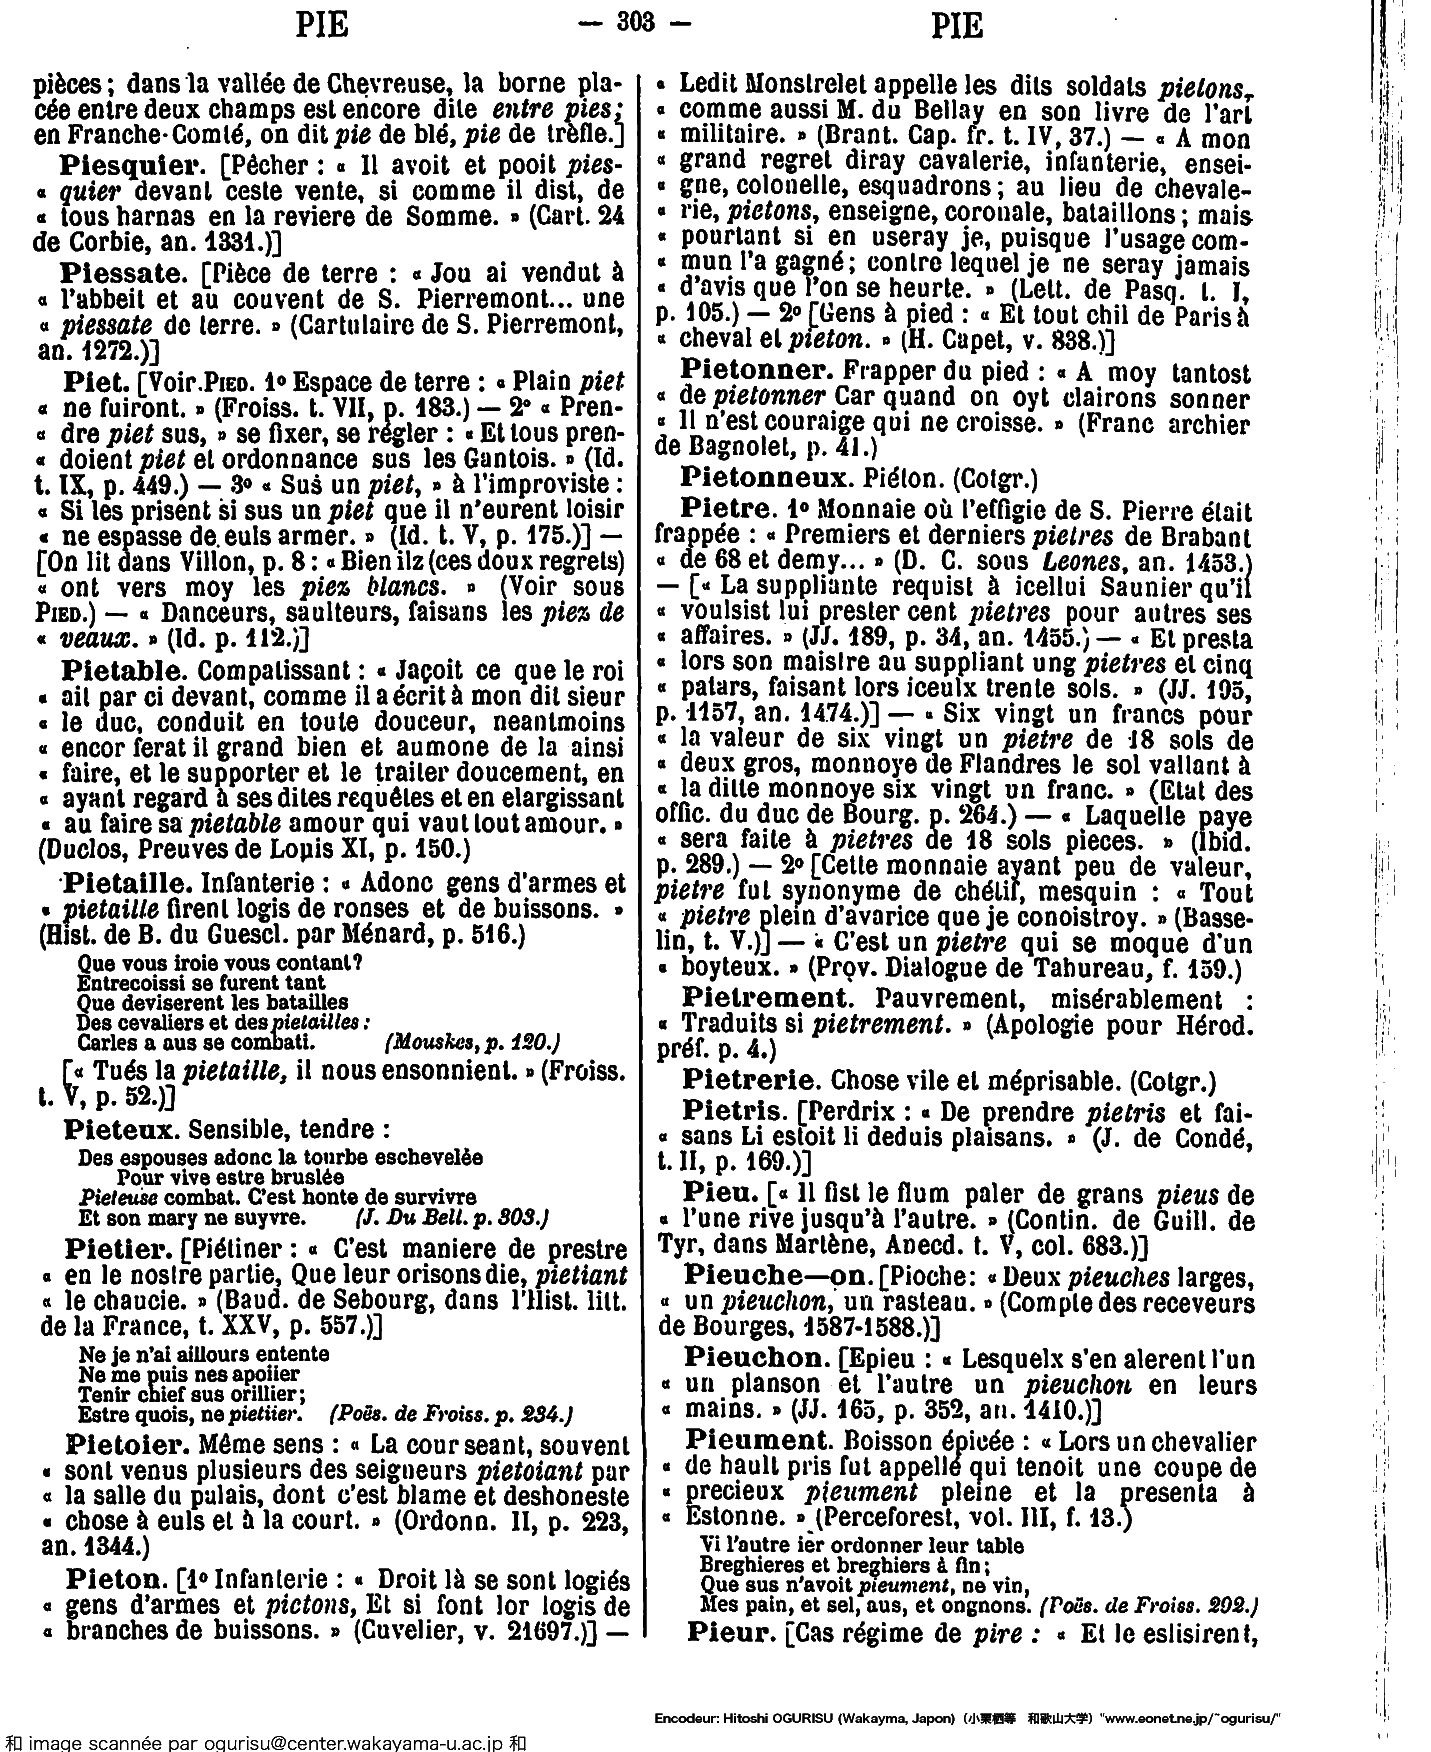 PIE — 303 — PIE
pièces ; dans la vallée de Chevreuse, la borne pla-
cée entre deux champs est encore dite entre pies ;
en Franche-Comté, on dit pie de blé, pie de trèfle.]
Piesquier. [Pêcher : « Il avoit et pooit pies-
« quier devant ceste vente, si comme il dist, de
« tous harnas en la reviere de Somme. » (Cart. 24
de Corbie, an. 1331.)]
Piessate. [Pièce de terre : « Jou ai vendut à
« l'abbeit et au couvent de S. Pierremont... une
« piessate de terre. » (Cartulaire de S. Pierremont,
an. 1272.)]
Piet. [Voir PIED. 1º Espace de terre : « Plain piet
« ne fuiront. » (Froiss. t. VII, p. 183.) — 2º « Pren-
« dre piet sus, » se fixer, se régler : « Et tous pren-
« doient piet et ordonnance sus les Gantois. » (Id.
t. IX, p. 449.) — 3º « Sus un piet, » à l'improviste :
« Si les prisent si sus un piet que il n'eurent loisir
« ne espasse de euls armer. » (Id. t. V, p. 175.)] —
[On lit dans Villon, p. 8 : « Bien ilz (ces doux regrets)
« ont vers moy les piez blancs. » (Voir sous
PIED.) — « Danceurs, saulteurs, faisans les piez de
« veaux. » (Id. p. 112.)]
Pietable. Compatissant : « Jaçoit ce que le roi
« ait par ci devant, comme il a écrit à mon dit sieur
« le duc, conduit en toute douceur, neantmoins
« encor ferat il grand bien et aumone de la ainsi
« faire, et le supporter et le traiter doucement, en
« ayant regard à ses dites requêtes et en elargissant
« au faire sa pietable amour qui vaut tout amour. »
(Duclos, Preuves de Louis XI, p. 150.)
Pietaille. Infanterie : « Adonc gens d'armes et
« pietaille firent logis de ronses et de buissons. »
(Hist. de B. du Guescl. par Ménard, p. 516.)
Que vous iroie vous contant?
Entrecoissi se furent tant
Que deviserent les batailles
Des cevaliers et des pietailles :
Carles a aus se combati. (Mouskes, p. 120.)
[« Tués la pietaille, il nous ensonnient. » (Froiss.
t. V, p. 52.)]
Pieteux. Sensible, tendre :
Des espouses adonc la tourbe eschevelée
Pour vive estre bruslée
Pieteuse combat. C'est honte de survivre
Et son mary ne suyvre. (J. Du Bell. p. 303.)
Pietier. [Piétiner : « C'est maniere de prestre
« en le nostre partie, Que leur orisons die, pietiant
« le chaucie. » (Baud. de Sebourg, dans l'Hist. litt.
de la France, t. XXV, p. 557.)]
Ne je n'ai aillours entente
Ne me puis nes apoiier
Tenir chief sus orillier ;
Estre quois, ne pietiier. (Poës. de Froiss. p. 234.)
Pietoier. Même sens : « La cour seant, souvent
« sont venus plusieurs des seigneurs pietoiant par
« la salle du palais, dont c'est blame et deshoneste
« chose à euls et à la court. » (Ordonn. II, p. 223,
an. 1344.)
Pieton. [1º Infanterie : « Droit là se sont logiés
« gens d'armes et pictons, Et si font lor logis de
« branches de buissons. » (Cuvelier, v. 21697.)] —
« Ledit Monstrelet appelle les dits soldats pietons,
« comme aussi M. du Bellay en son livre de l'art
« militaire. » (Brant. Cap. fr. t. IV, 37.) — « A mon
« grand regret diray cavalerie, infanterie, ensei-
« gne, colonelle, esquadrons ; au lieu de chevale-
« rie, pietons, enseigne, coronale, bataillons ; mais
« pourtant si en useray je, puisque l'usage com-
« mun l'a gagné ; contre lequel je ne seray jamais
« d'avis que l'on se heurte. » (Lett. de Pasq. t. I,
p. 105.) — 2º [Gens à pied : « Et tout chil de Paris à
« cheval et pieton. » (H. Capet, v. 838.)]
Pietonner. Frapper du pied : « A moy tantost
« de pietonner Car quand on oyt clairons sonner
« Il n'est couraige qui ne croisse. » (Franc archier
de Bagnolet, p. 41.)
Pietonneux. Piéton. (Cotgr.)
Pietre. 1º Monnaie où l'effigie de S. Pierre était
frappée : « Premiers et derniers pietres de Brabant
« de 68 et demy... » (D. C. sous Leones, an. 1453.)
— [« La suppliante requist à icellui Saunier qu'il
« voulsist lui prester cent pietres pour autres ses
« affaires. » (JJ. 189, p. 34, an. 1455.) — « Et presta
« lors son maistre au suppliant ung pietres et cinq
« patars, faisant lors iceulx trente sols. » (JJ. 195,
p. 1157, an. 1474.)] — « Six vingt un francs pour
« la valeur de six vingt un pietre de 18 sols de
« deux gros, monnoye de Flandres le sol vallant à
« la ditte monnoye six vingt un franc. » (Etat des
offic. du duc de Bourg. p. 264.) — « Laquelle paye
« sera faite à pietres de 18 sols pieces. » (Ibid.
p. 289.) — 2º [Cette monnaie ayant peu de valeur,
pietre fut synonyme de chétif, mesquin : « Tout
« pietre plein d'avarice que je conoistroy. » (Basse-
lin, t. V.)] — « C'est un pietre qui se moque d'un
« boyteux. » (Prov. Dialogue de Tahureau, f. 159.)
Pietrement. Pauvrement, misérablement :
« Traduits si pietrement. » (Apologie pour Hérod.
préf. p. 4.)
Pietrerie. Chose vile et méprisable. (Cotgr.)
Pietris. [Perdrix : « De prendre pietris et fai-
« sans Li estoit li deduis plaisans. » (J. de Condé,
t. II, p. 169.)]
Pieu. [« Il fist le flum paler de grans pieus de
« l'une rive jusqu'à l'autre. » (Contin. de Guill. de
Tyr, dans Martène, Anecd. t. V, col. 683.)]
Pieuche—on. [Pioche : « Deux pieuches larges,
« un pieuchon, un rasteau. » (Compte des receveurs
de Bourges, 1587-1588.)]
Pieuchon. [Epieu : « Lesquelx s'en alerent l'un
« un planson et l'autre un pieuchon en leurs
« mains. » (JJ. 165, p. 352, an. 1410.)]
Pieument. Boisson épicée : « Lors un chevalier
« de hault pris fut appellé qui tenoit une coupe de
« precieux pieument pleine et la presenta à
« Estonne. » (Perceforest, vol. III, f. 13.)
Vi l'autre ier ordonner leur table
Breghieres et breghiers à fin ;
Que sus n'avoit pieument, ne vin,
Mes pain, et sel, aus, et ongnons. (Poës. de Froiss. 292.)
Pieur. [Cas régime de pire : « Et le eslisirent,
Encodeur: Hitoshi OGURISU (Wakayma, Japon) (小栗栖等 和歌山大学) "www.eonet.ne.jp/~ogurisu/"
和 image scannée par ogurisu@center.wakayama-u.ac.jp 和